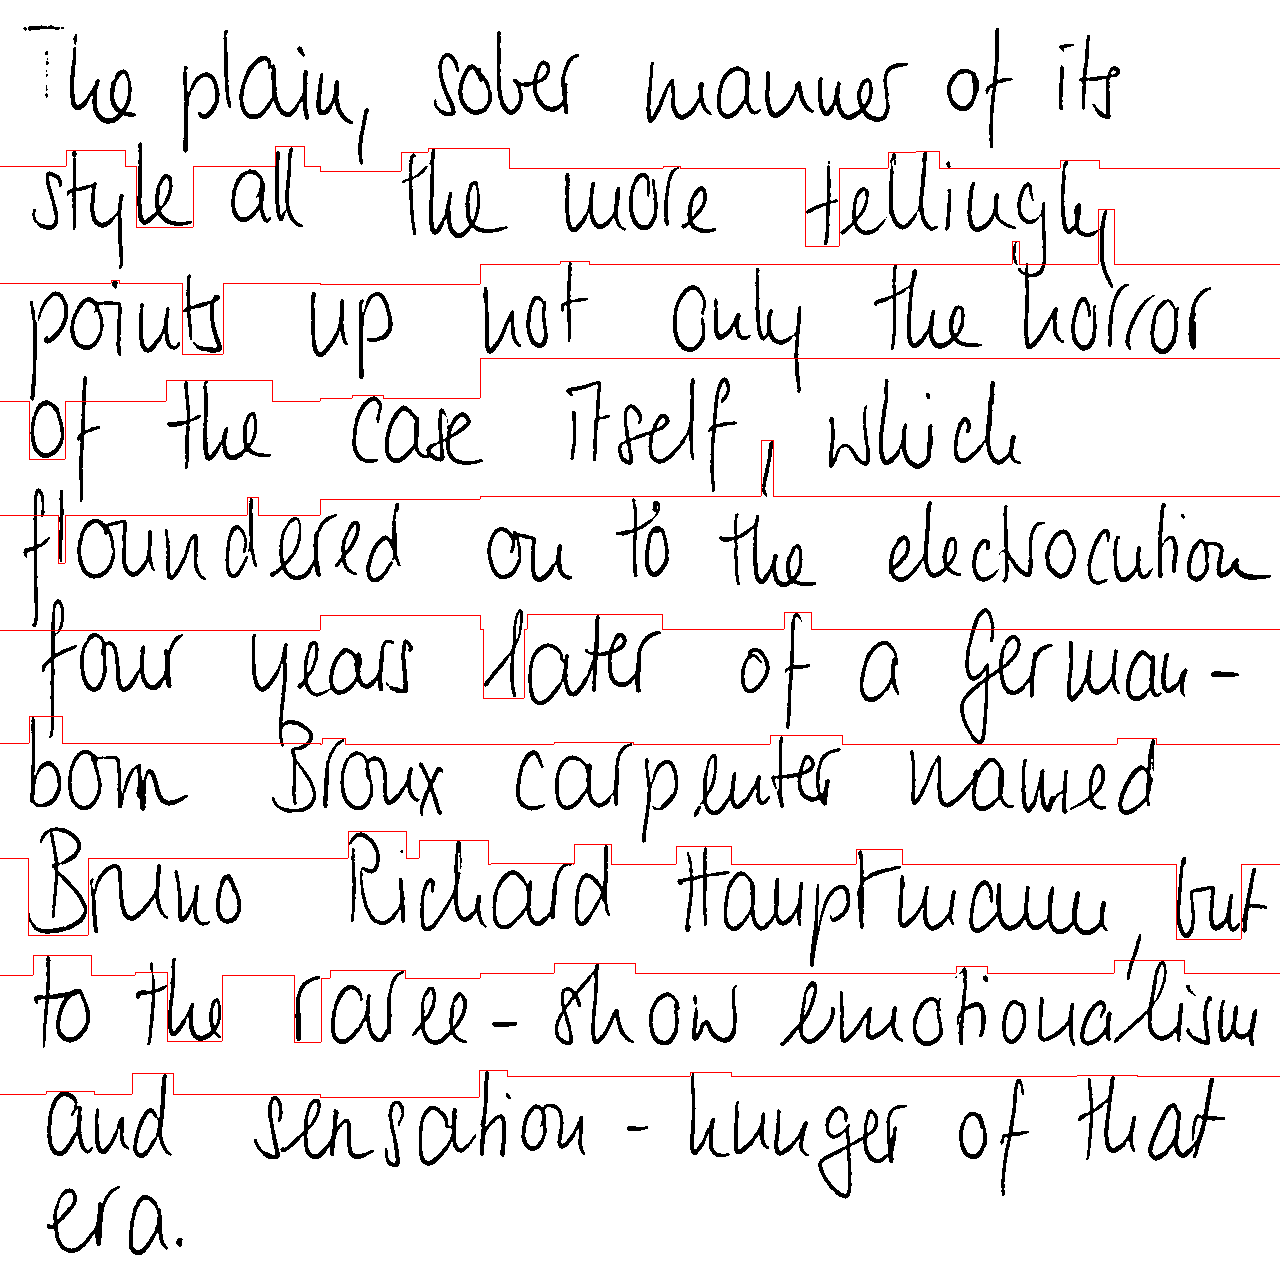 The plain, sober manner of its
style all the more tellingly,
points up not only the horror
of the case itself, which
floundered on to the electrocution
four years later of a German-
born Bronx carpenter named
Bruno Richard Hauptmann, but
to the raree-show emotionalism
and sensation-hunger of that
era.